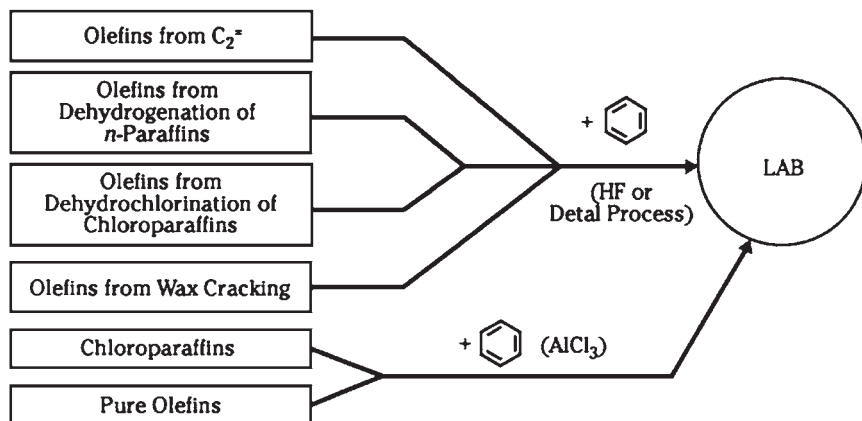 Olefins from C₂⁼
Olefins from
Dehydrogenation of
n-Paraffins
Olefins from
Dehydrochlorination of
Chloroparaffins
Olefins from Wax Cracking
Chloroparaffins
Pure Olefins
+
(HF or
Detal Process)
LAB
+ (AlCl₃)